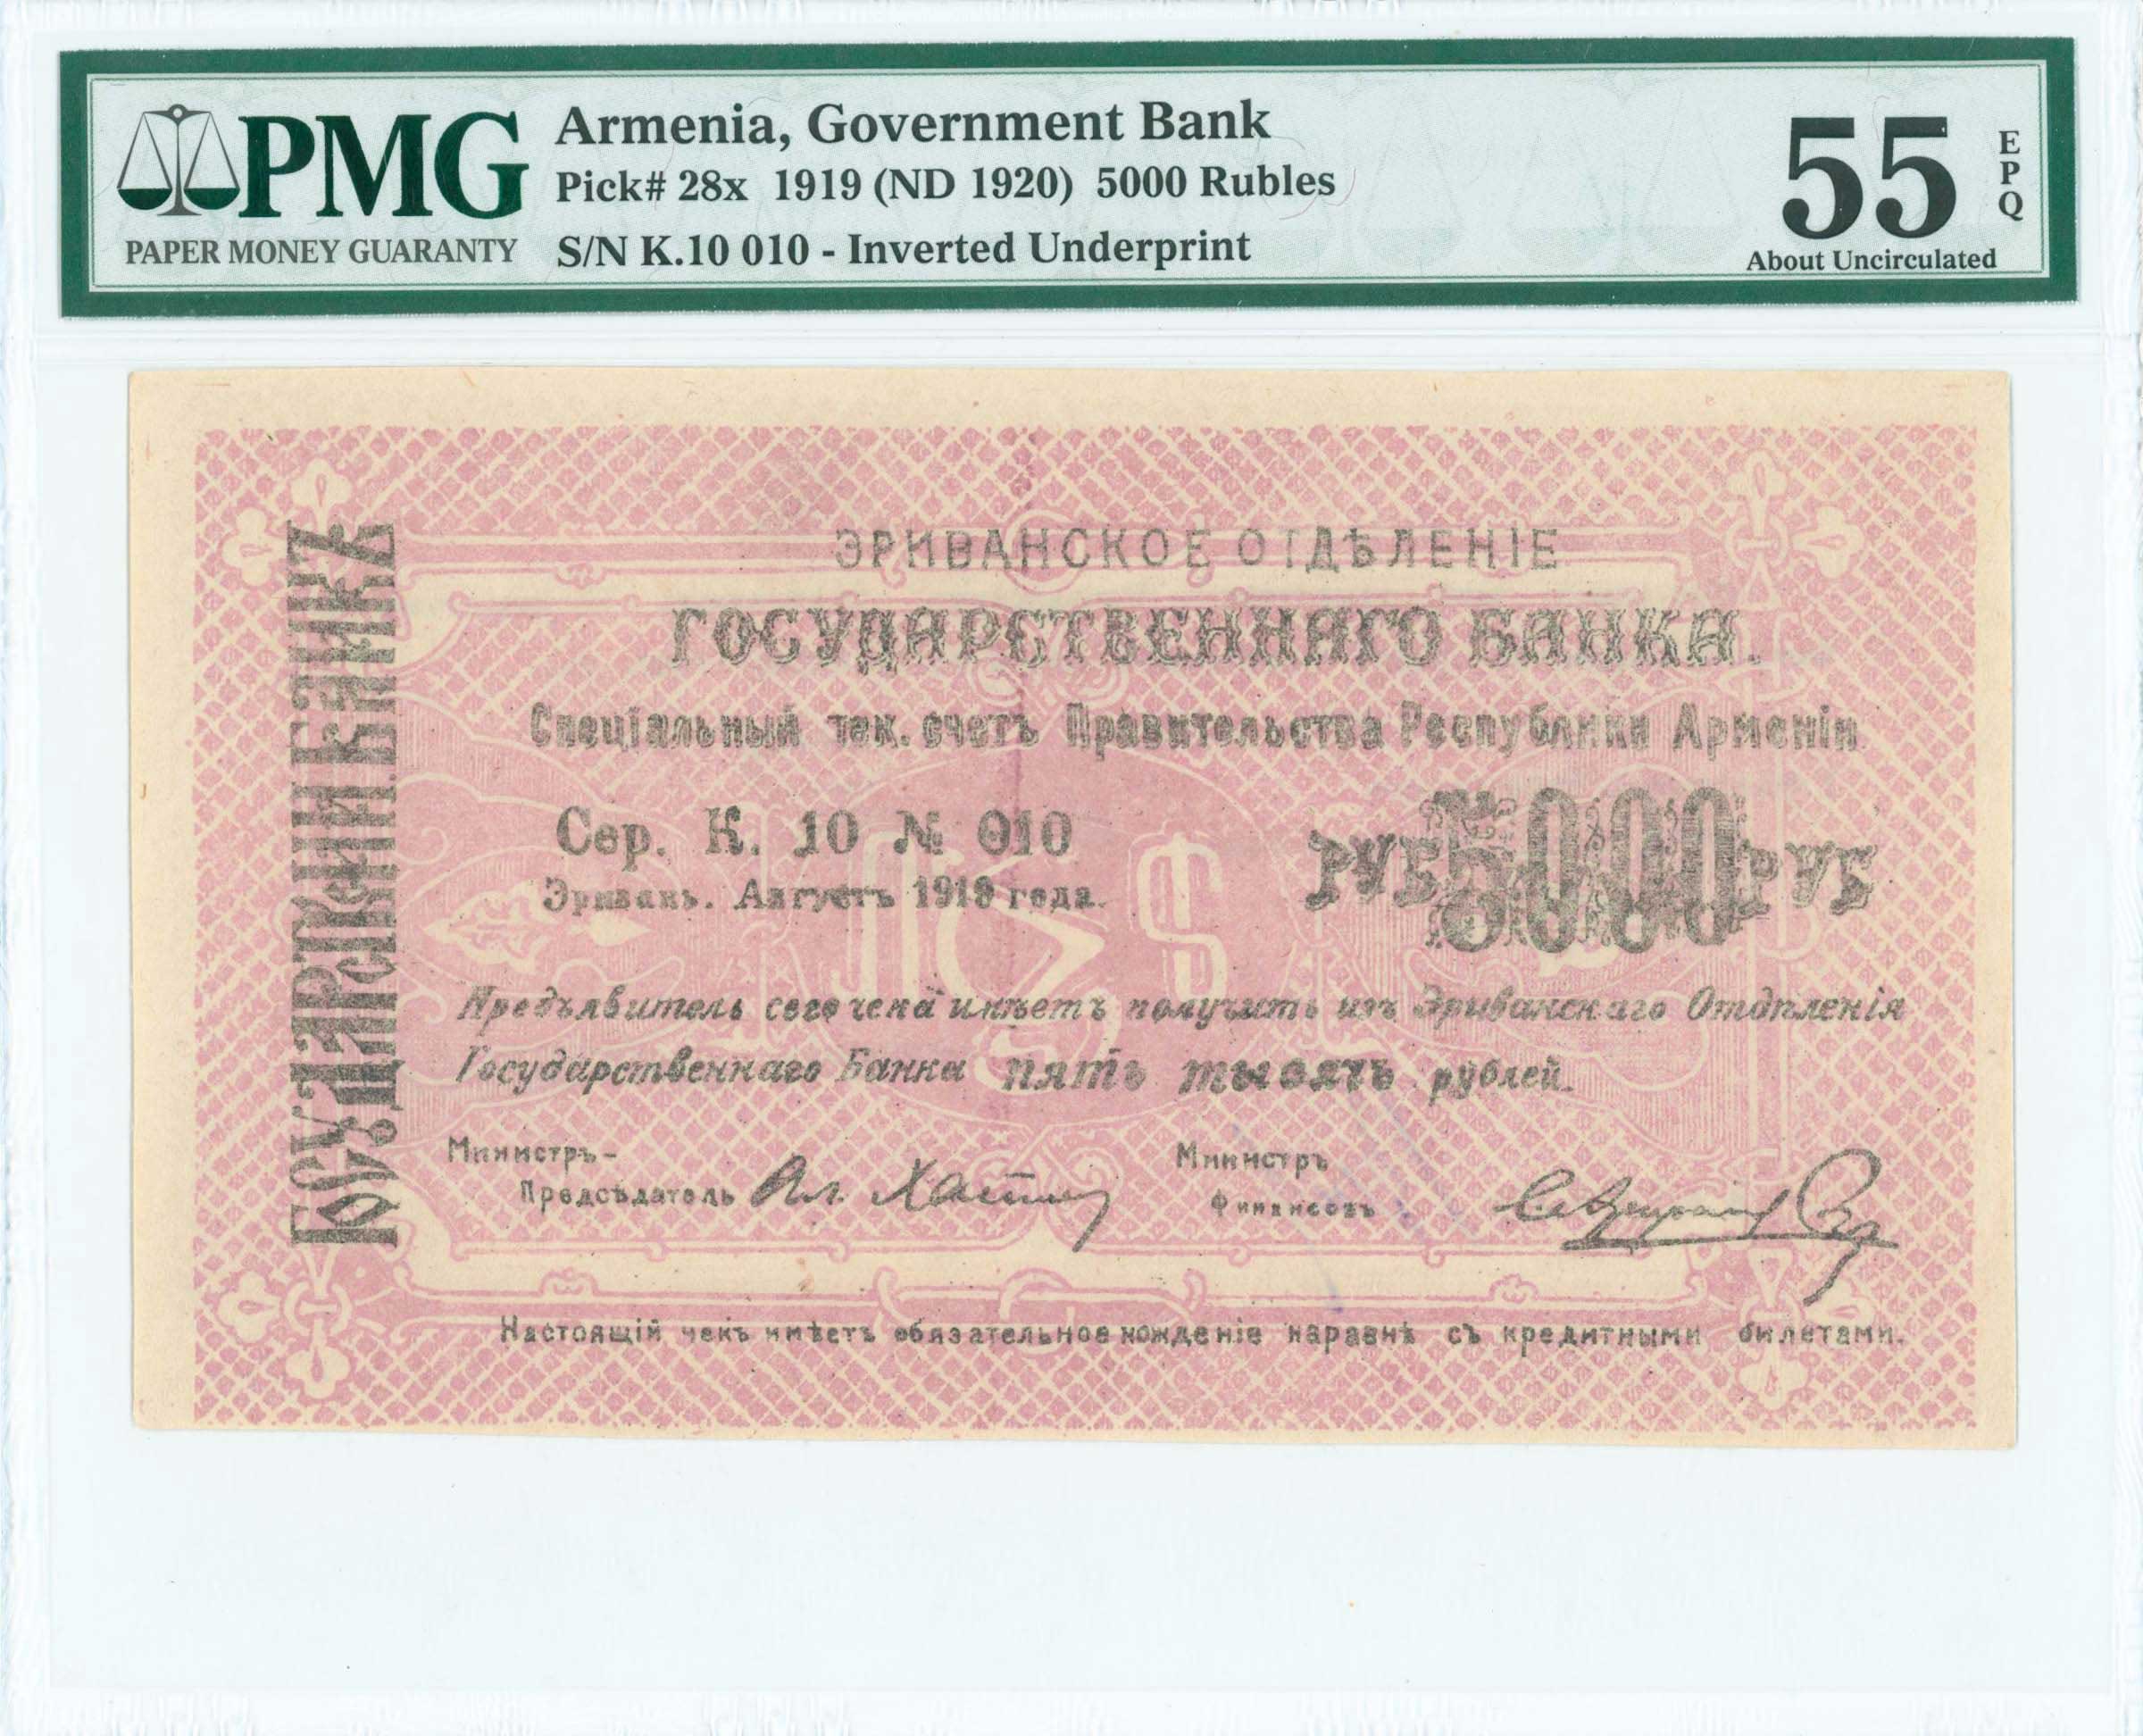 PMG
PAPER MONEY GUARANTY
Armenia, Government Bank
Pick# 28x 1919 (ND 1920) 5000 Rubles
S/N K.10 010 - Inverted Underprint
55
EPQ
About Uncirculated
ЭРИВАНСКОЕ ОТДѢЛЕНІЕ
ГОСУДАРСТВЕННАГО БАНКА.
Спеціальный тек. счетъ Правительства Республики Арменіи
Сер. К. 10 № 010
Эривань. Августъ 1919 года.
РУБ 5000 РУБ
Предъявитель сего чека имѣетъ получить изъ Эриванскаго Отдѣленія
Государственнаго Банка пять тысячъ рублей.
Министръ-
Предсѣдатель
Министръ
Финансовъ
Настоящій чекъ имѣетъ обязательное хожденіе наравнѣ съ кредитными билетами.